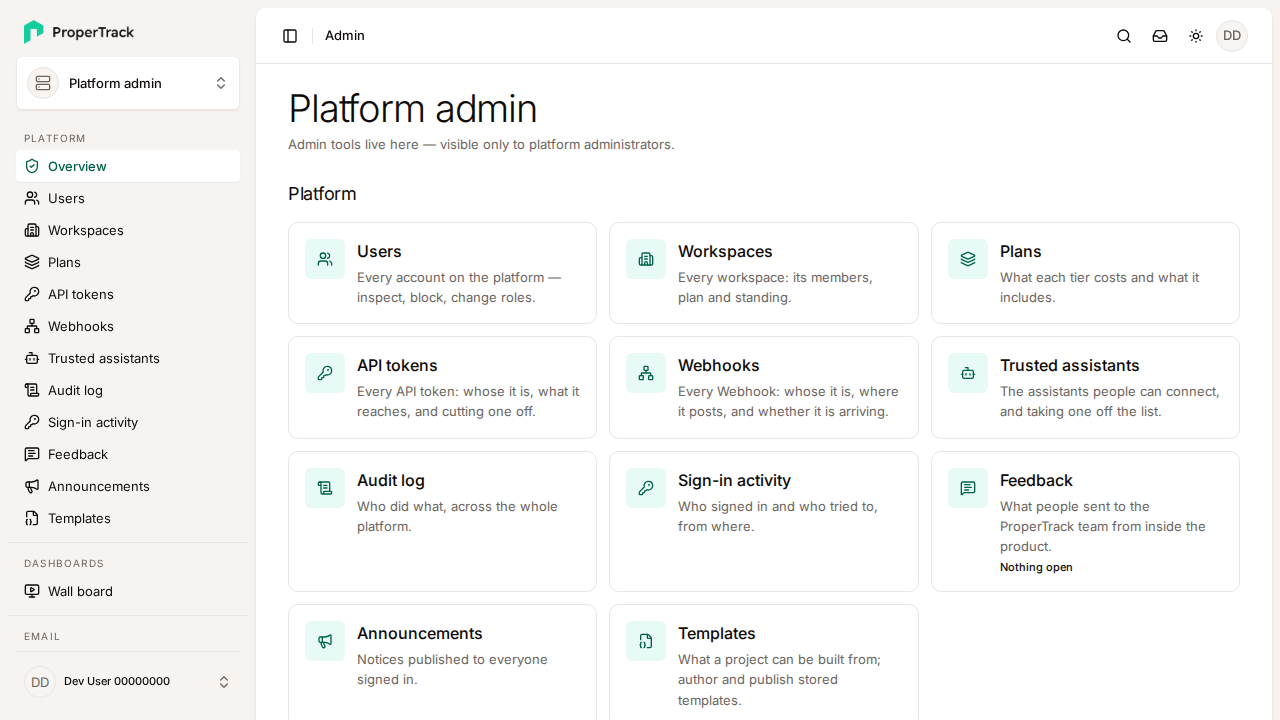 ProperTrack
Platform admin
PLATFORM
Overview
Users
Workspaces
Plans
API tokens
Webhooks
Trusted assistants
Audit log
Sign-in activity
Feedback
Announcements
Templates
DASHBOARDS
Wall board
EMAIL
DD
Dev User 00000000
Admin
DD
Platform admin
Admin tools live here — visible only to platform administrators.
Platform
Users
Every account on the platform —
inspect, block, change roles.
Workspaces
Every workspace: its members,
plan and standing.
Plans
What each tier costs and what it
includes.
API tokens
Every API token: whose it is, what it
reaches, and cutting one off.
Webhooks
Every Webhook: whose it is, where
it posts, and whether it is arriving.
Trusted assistants
The assistants people can connect,
and taking one off the list.
Audit log
Who did what, across the whole
platform.
Sign-in activity
Who signed in and who tried to,
from where.
Feedback
What people sent to the
ProperTrack team from inside the
product.
Nothing open
Announcements
Notices published to everyone
signed in.
Templates
What a project can be built from;
author and publish stored
templates.